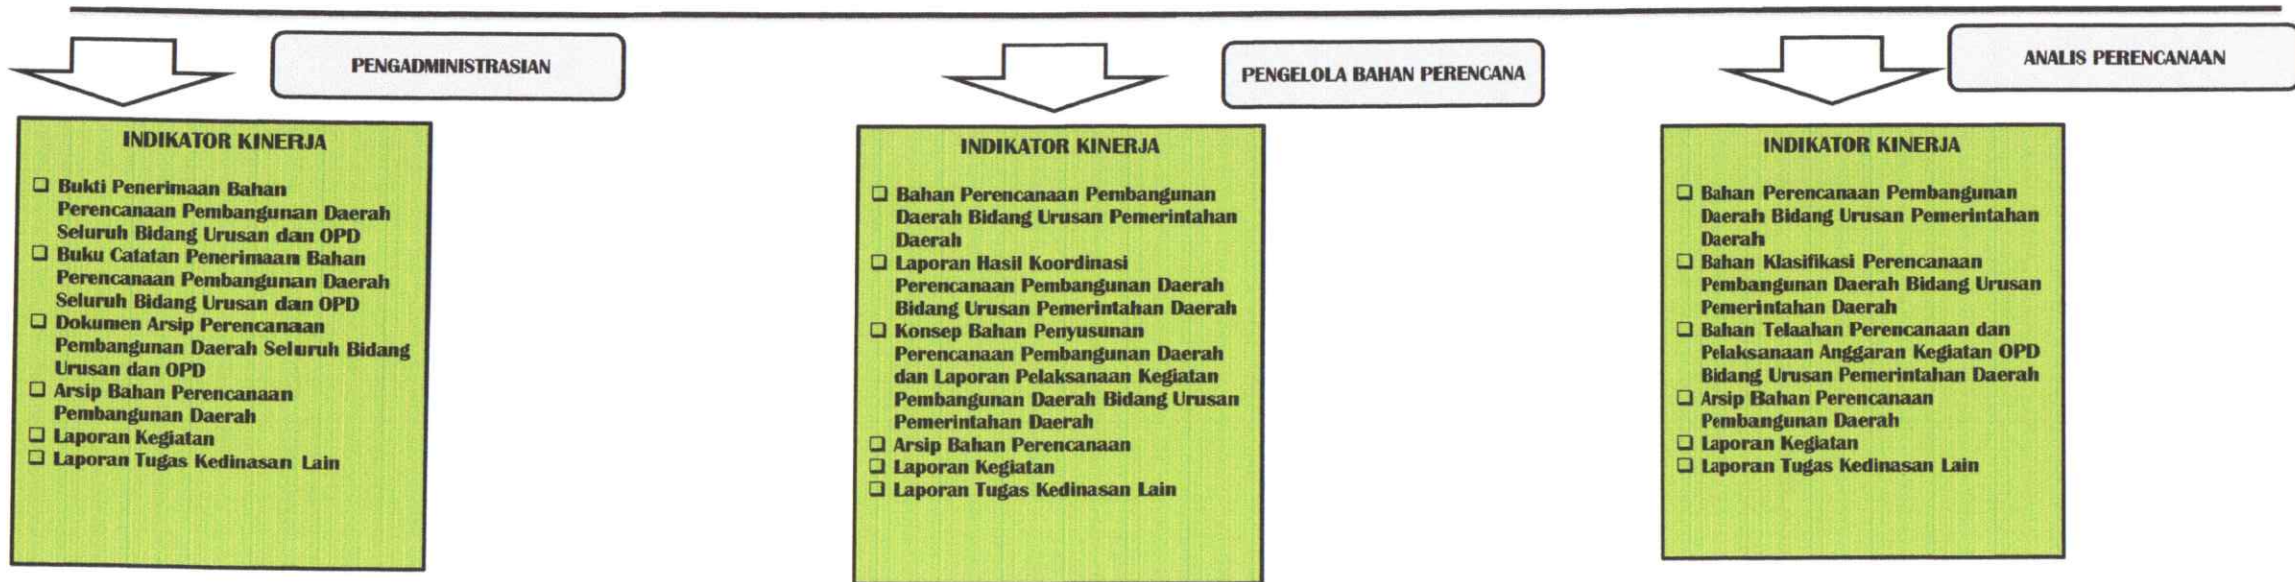 PENGADMINISTRASIAN
INDIKATOR KINERJA
❑ Bukti Penerimaan Bahan
Perencanaan Pembangunan Daerah
Seluruh Bidang Urusan dan OPD
❑ Buku Catatan Penerimaan Bahan
Perencanaan Pembangunan Daerah
Seluruh Bidang Urusan dan OPD
❑ Dokumen Arsip Perencanaan
Pembangunan Daerah Seluruh Bidang
Urusan dan OPD
❑ Arsip Bahan Perencanaan
Pembangunan Daerah
❑ Laporan Kegiatan
❑ Laporan Tugas Kedinasan Lain
PENGELOLA BAHAN PERENCANA
INDIKATOR KINERJA
❑ Bahan Perencanaan Pembangunan
Daerah Bidang Urusan Pemerintahan
Daerah
❑ Laporan Hasil Koordinasi
Perencanaan Pembangunan Daerah
Bidang Urusan Pemerintahan Daerah
❑ Konsep Bahan Penyusunan
Perencanaan Pembangunan Daerah
dan Laporan Pelaksanaan Kegiatan
Pembangunan Daerah Bidang Urusan
Pemerintahan Daerah
❑ Arsip Bahan Perencanaan
❑ Laporan Kegiatan
❑ Laporan Tugas Kedinasan Lain
ANALIS PERENCANAAN
INDIKATOR KINERJA
❑ Bahan Perencanaan Pembangunan
Daerah Bidang Urusan Pemerintahan
Daerah
❑ Bahan Klasifikasi Perencanaan
Pembangunan Daerah Bidang Urusan
Pemerintahan Daerah
❑ Bahan Telaahan Perencanaan dan
Pelaksanaan Anggaran Kegiatan OPD
Bidang Urusan Pemerintahan Daerah
❑ Arsip Bahan Perencanaan
Pembangunan Daerah
❑ Laporan Kegiatan
❑ Laporan Tugas Kedinasan Lain